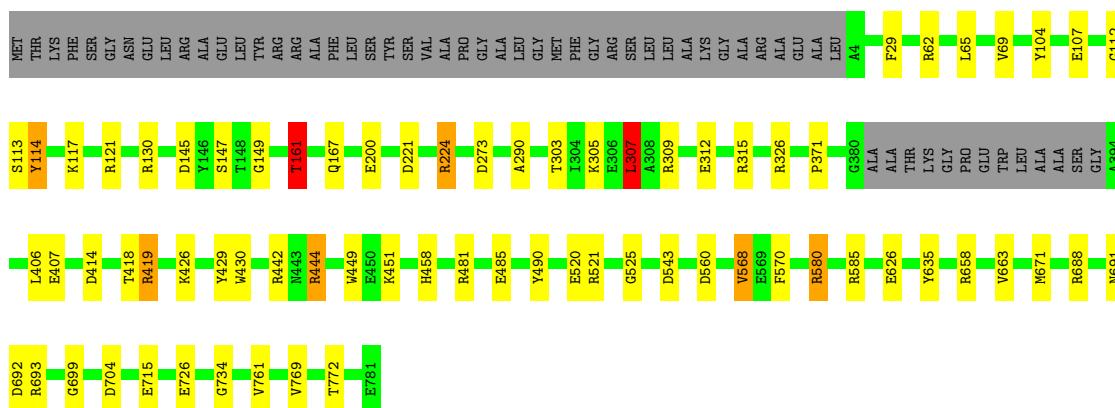 MET THR LYS PHE SER GLY ASN GLU LEU ARG ALA GLU LEU TYR ARG ARG ALA PHE LEU SER TYR SER VAL ALA PRO GLY ALA LEU GLY MET PHE GLY ARG SER LEU LEU ALA LYS GLY ALA ARG ALA GLU ALA LEU A4 F29 R62 L65 V69 Y104 E107 G112
S113 Y114 K117 R121 R130 D145 Y146 S147 T148 G149 T161 Q167 E200 D221 R224 D273 A290 T303 I304 K305 E306 L307 A308 R309 E312 R315 R326 P371 G380 ALA ALA THR LYS GLY PRO GLU TRP LEU ALA ALA SER GLY A394
L406 E407 D414 T418 R419 K426 Y429 W430 R442 N443 R444 W449 E450 K451 H458 R481 E485 Y490 E520 R521 G525 D543 D560 V568 E569 F570 R580 R585 E626 Y635 R658 V663 M671 R688 N691
D692 R693 G699 D704 E715 E726 G734 V761 V769 T772 E781